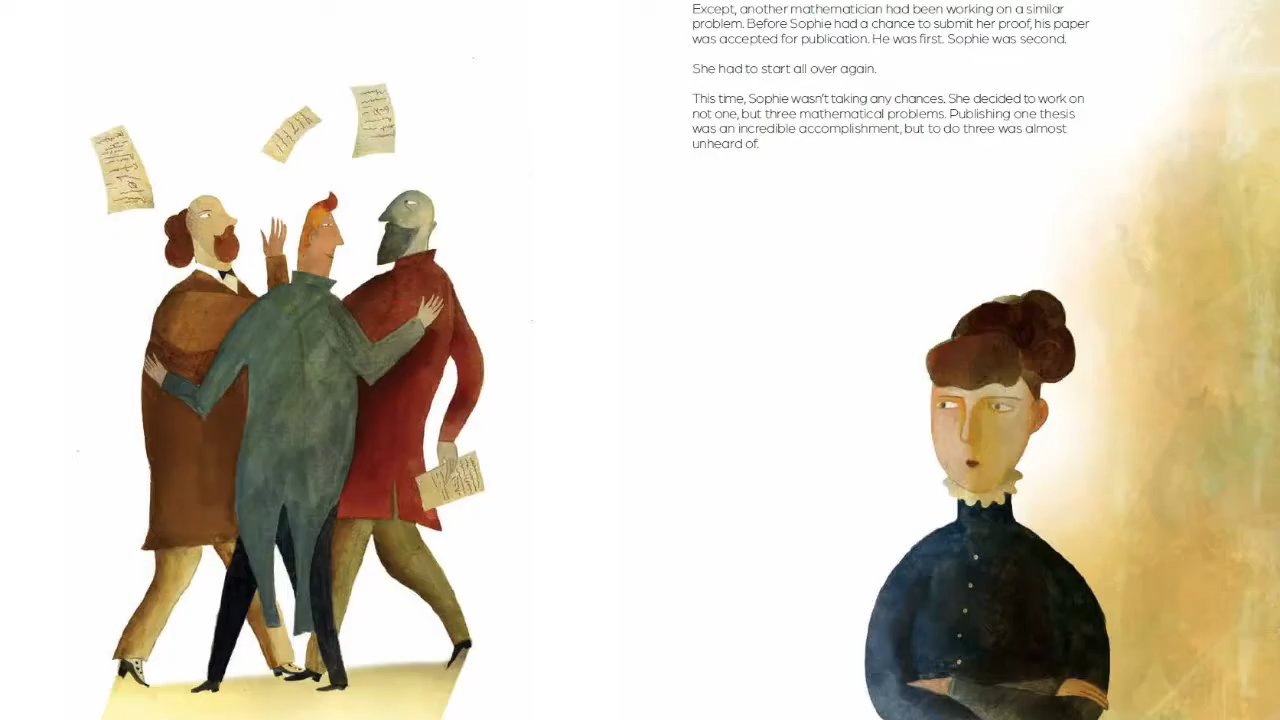 Except, another mathematician had been working on a similar
problem. Before Sophie had a chance to submit her proof, his paper
was accepted for publication. He was first. Sophie was second.
She had to start all over again.
This time, Sophie wasn't taking any chances. She decided to work on
not one, but three mathematical problems. Publishing one thesis
was an incredible accomplishment, but to do three was almost
unheard of.